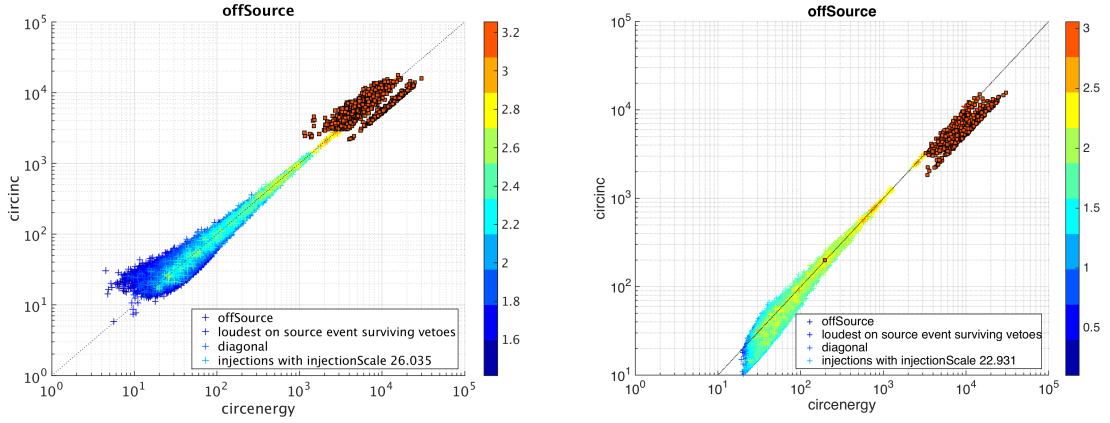 offSource
10^5
10^4
10^3
10^2
10^1
10^0
circinc
10^0
10^1
10^2
10^3
10^4
10^5
circenergy
offSource
loudest on source event surviving vetoes
diagonal
injections with injectionScale 26.035
3.2
3
2.8
2.6
2.4
2.2
2
1.8
1.6
offSource
10^5
10^4
10^3
10^2
10^1
circinc
10^0
10^1
10^2
10^3
10^4
10^5
circenergy
offSource
loudest on source event surviving vetoes
diagonal
injections with injectionScale 22.931
3
2.5
2
1.5
1
0.5